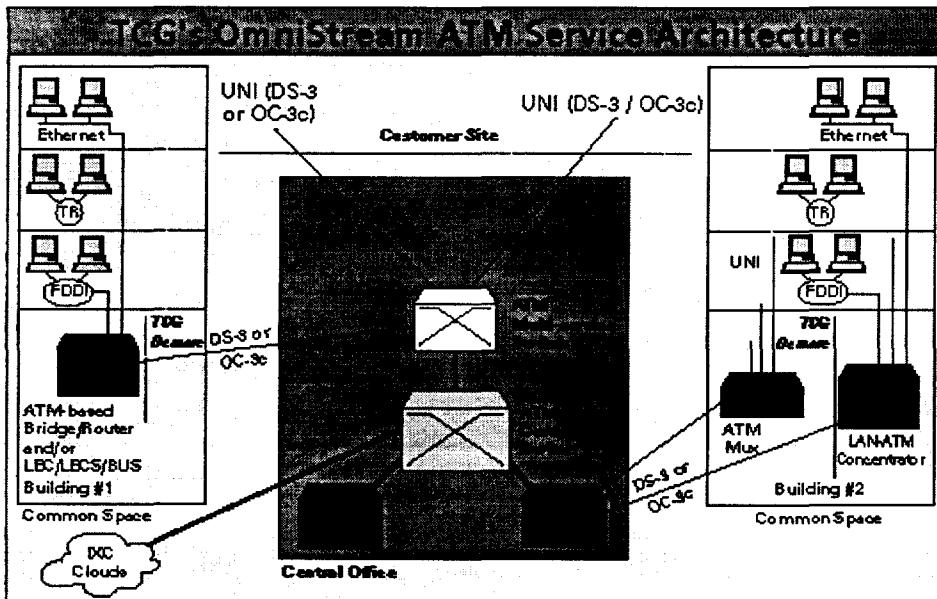 TCG's OmniStream ATM Service Architecture
Ethernet
TR
FDDI
TCG
Demarc
ATM-based
Bridge/Router
and/or
LEC/LECS/BUS
Building #1
Common Space
IXC
Clouds
UNI (DS-3
or OC-3c)
UNI (DS-3 / OC-3c)
Customer Site
DS-3 or
OC-3c
Central Office
DS-3 or
OC-3c
Ethernet
TR
UNI
FDDI
TCG
Demarc
ATM
Mux
LAN-ATM
Concentrator
Building #2
Common Space